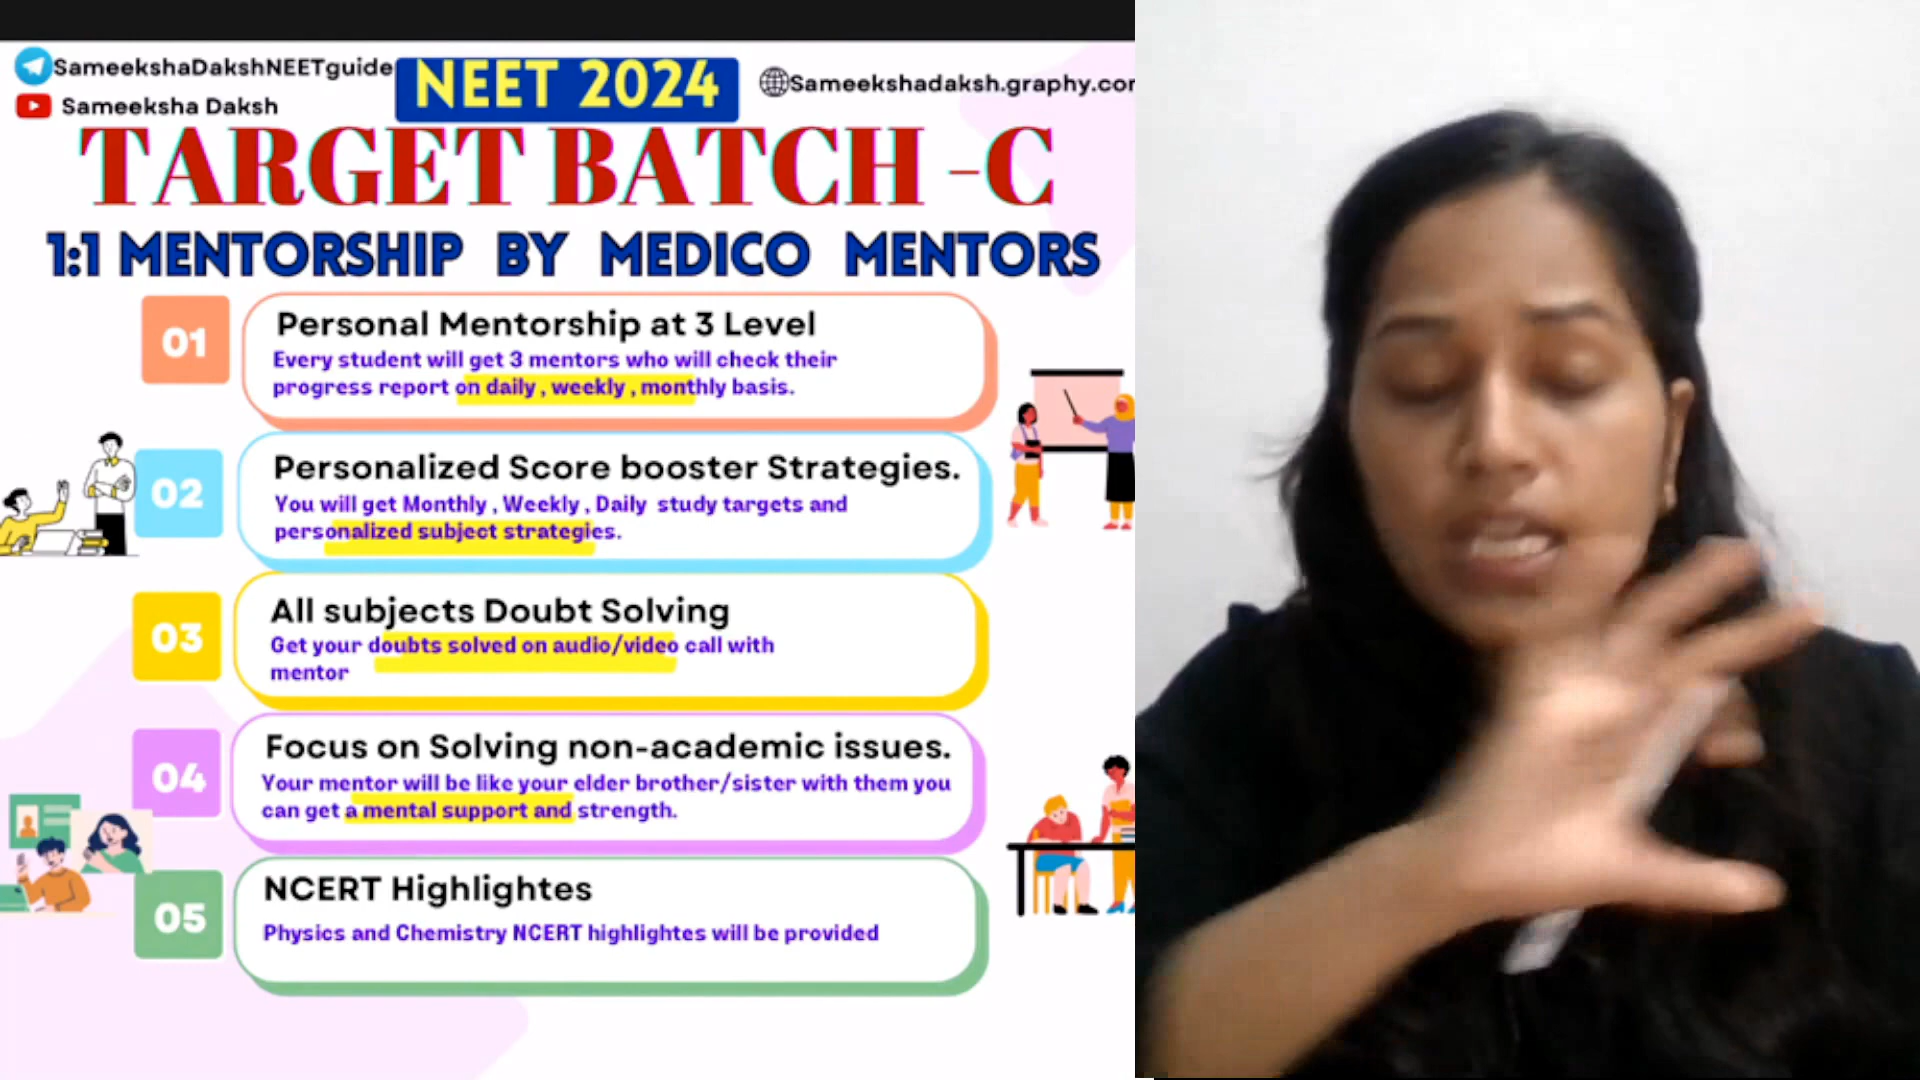 SameekshaDakshNEETguide
Sameeksha Daksh
NEET 2024
Sameekshadaksh.graphy.com
TARGET BATCH -C
1:1 MENTORSHIP BY MEDICO MENTORS
01
Personal Mentorship at 3 Level
Every student will get 3 mentors who will check their
progress report on daily , weekly , monthly basis.
02
Personalized Score booster Strategies.
You will get Monthly , Weekly , Daily study targets and
personalized subject strategies.
03
All subjects Doubt Solving
Get your doubts solved on audio/video call with
mentor
04
Focus on Solving non-academic issues.
Your mentor will be like your elder brother/sister with them you
can get a mental support and strength.
05
NCERT Highlightes
Physics and Chemistry NCERT highlightes will be provided